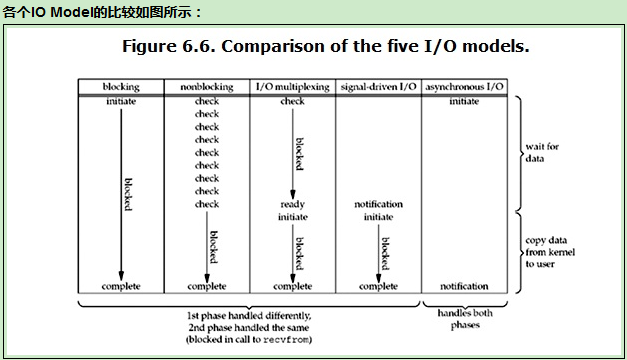 各个IO Model的比较如图所示：
Figure 6.6. Comparison of the five I/O models.
blocking nonblocking I/O multiplexing signal-driven I/O asynchronous I/O
initiate check check initiate
check
check
check
check
check
check
check
check ready notification
initiate initiate
blocked
blocked
blocked
blocked
blocked
complete complete complete complete notification
wait for
data
copy data
from kernel
to user
1st phase handled differently,
2nd phase handled the same
(blocked in call to recvfrom)
handles both
phases